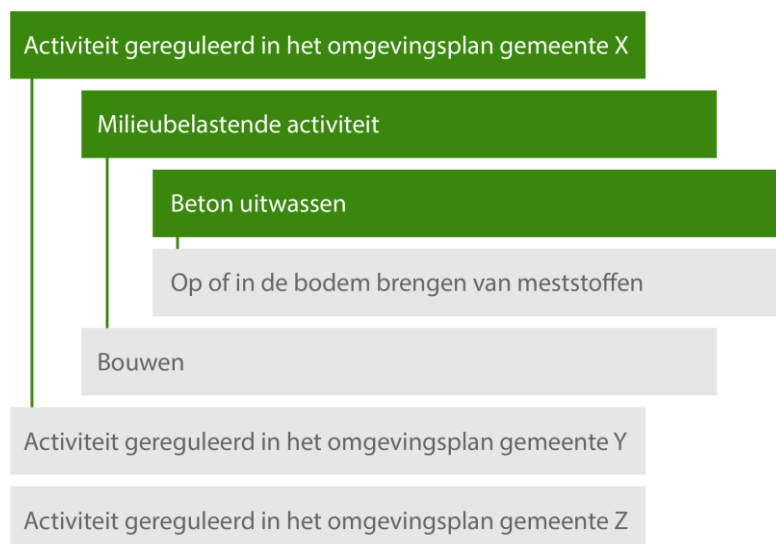 Activiteit gereguleerd in het omgevingsplan gemeente X
Milieubelastende activiteit
Beton uitwassen
Op of in de bodem brengen van meststoffen
Bouwen
Activiteit gereguleerd in het omgevingsplan gemeente Y
Activiteit gereguleerd in het omgevingsplan gemeente Z